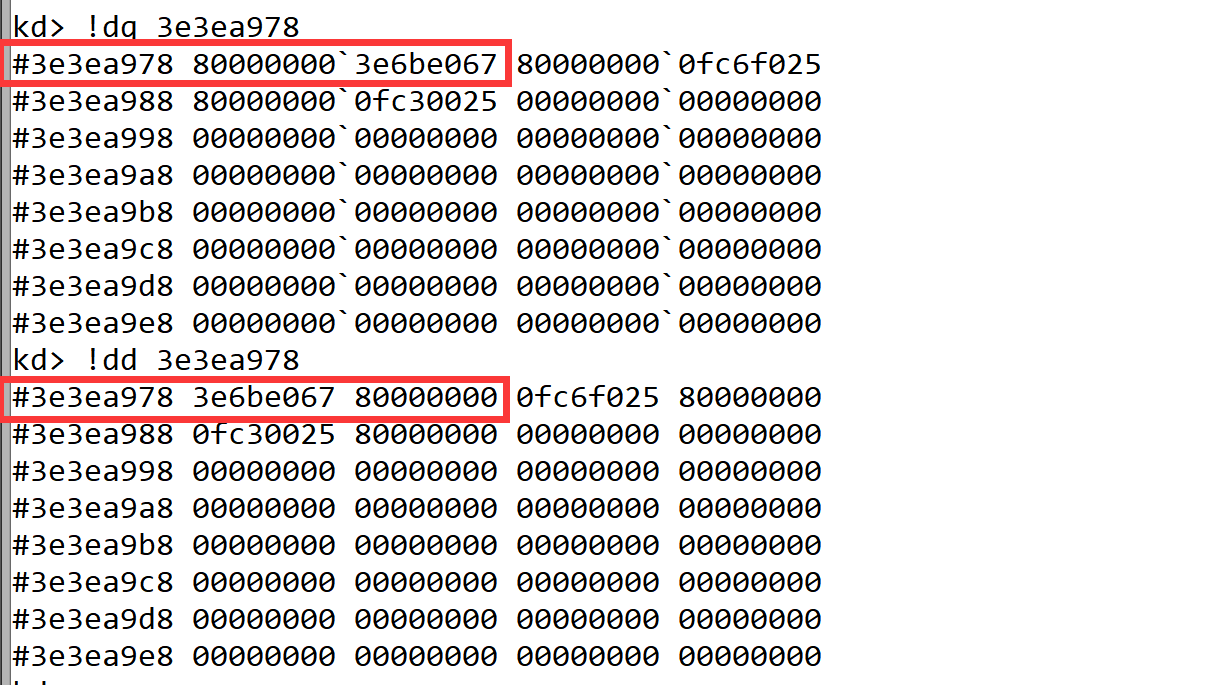 kd> !dq 3e3ea978
#3e3ea978 80000000`3e6be067 80000000`0fc6f025
#3e3ea988 80000000`0fc30025 00000000`00000000
#3e3ea998 00000000`00000000 00000000`00000000
#3e3ea9a8 00000000`00000000 00000000`00000000
#3e3ea9b8 00000000`00000000 00000000`00000000
#3e3ea9c8 00000000`00000000 00000000`00000000
#3e3ea9d8 00000000`00000000 00000000`00000000
#3e3ea9e8 00000000`00000000 00000000`00000000
kd> !dd 3e3ea978
#3e3ea978 3e6be067 80000000 0fc6f025 80000000
#3e3ea988 0fc30025 80000000 00000000 00000000
#3e3ea998 00000000 00000000 00000000 00000000
#3e3ea9a8 00000000 00000000 00000000 00000000
#3e3ea9b8 00000000 00000000 00000000 00000000
#3e3ea9c8 00000000 00000000 00000000 00000000
#3e3ea9d8 00000000 00000000 00000000 00000000
#3e3ea9e8 00000000 00000000 00000000 00000000